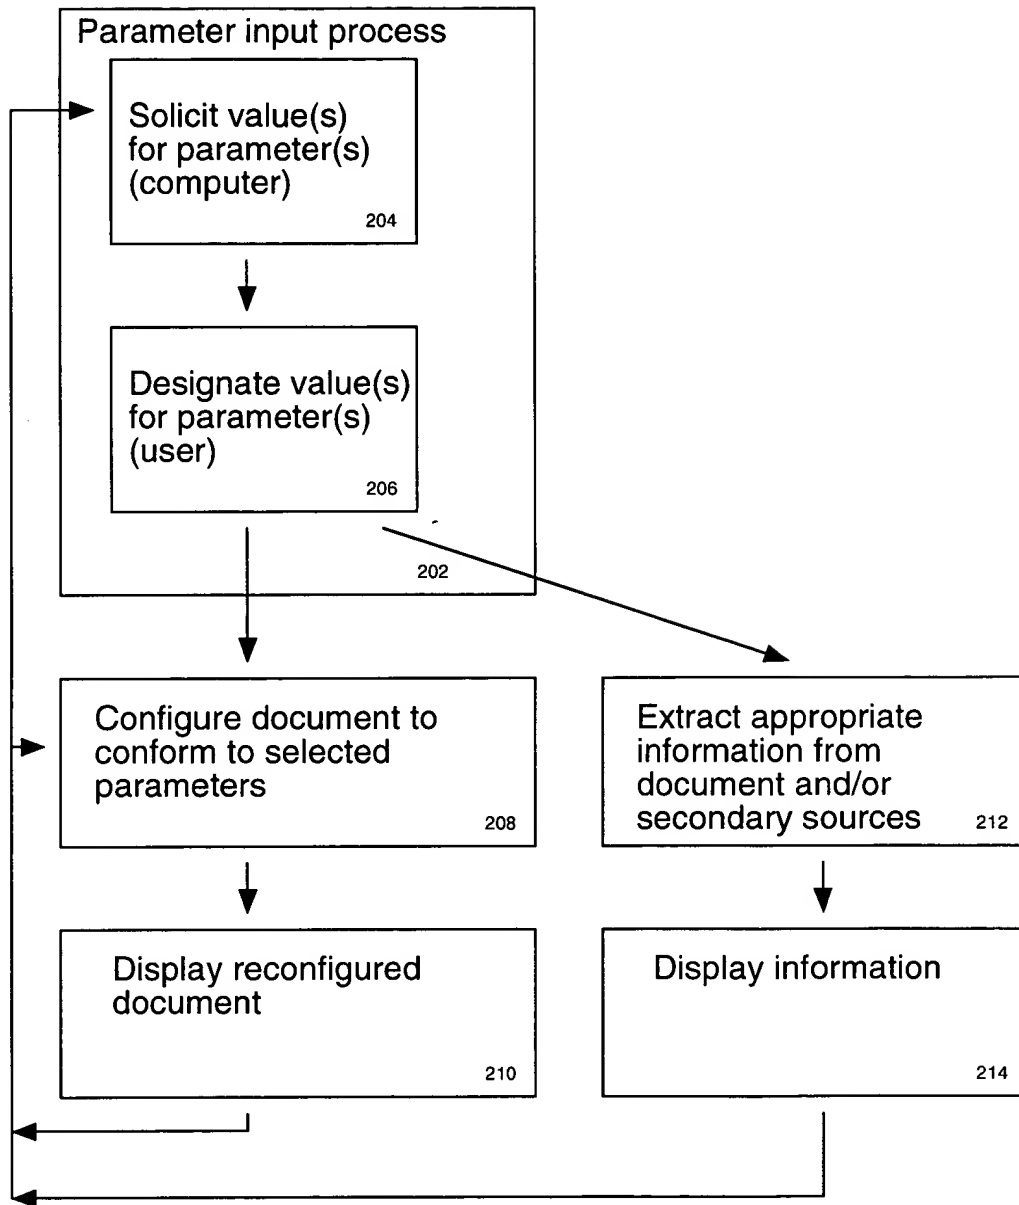 Parameter input process
Solicit value(s)
for parameter(s)
(computer)
204
Designate value(s)
for parameter(s)
(user)
206
202
Configure document to
conform to selected
parameters
208
Extract appropriate
information from
document and/or
secondary sources
212
Display reconfigured
document
210
Display information
214